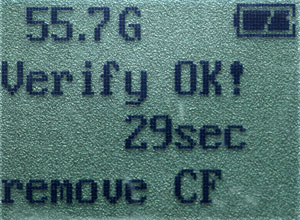 55.7G
Verify OK!
29sec
remove CF